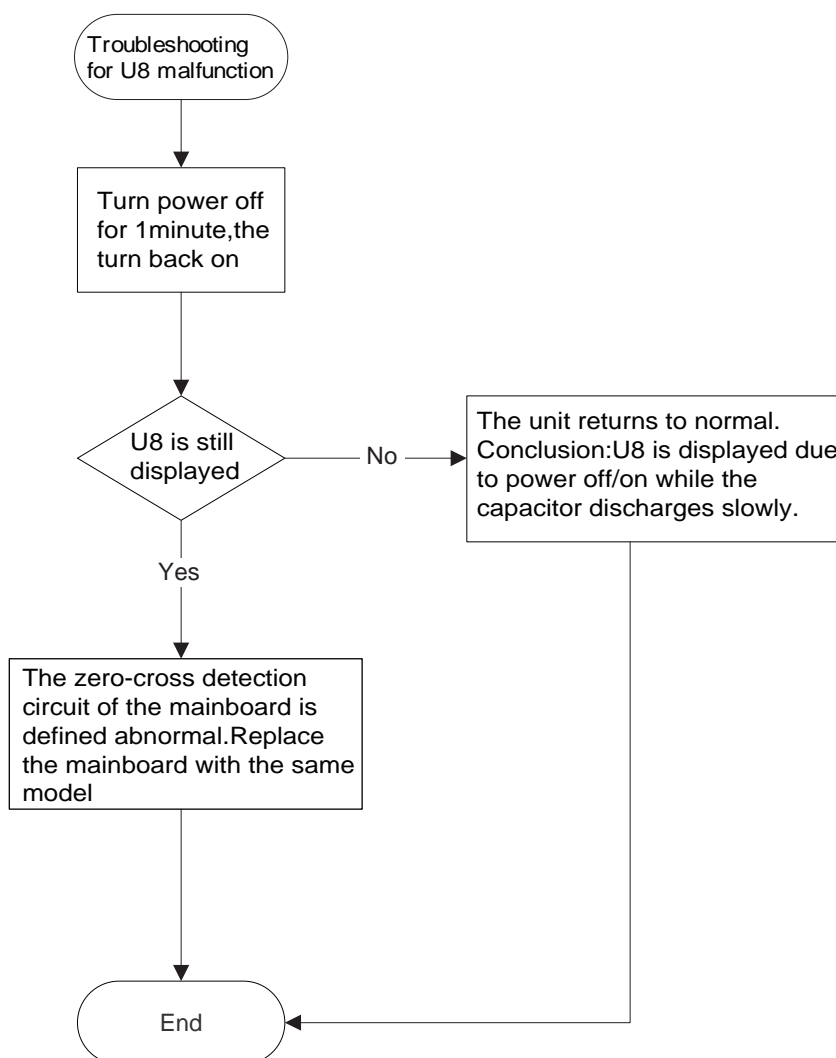 Troubleshooting
for U8 malfunction
Turn power off
for 1minute,the
turn back on
U8 is still
displayed
No
The unit returns to normal.
Conclusion:U8 is displayed due
to power off/on while the
capacitor discharges slowly.
Yes
The zero-cross detection
circuit of the mainboard is
defined abnormal.Replace
the mainboard with the same
model
End